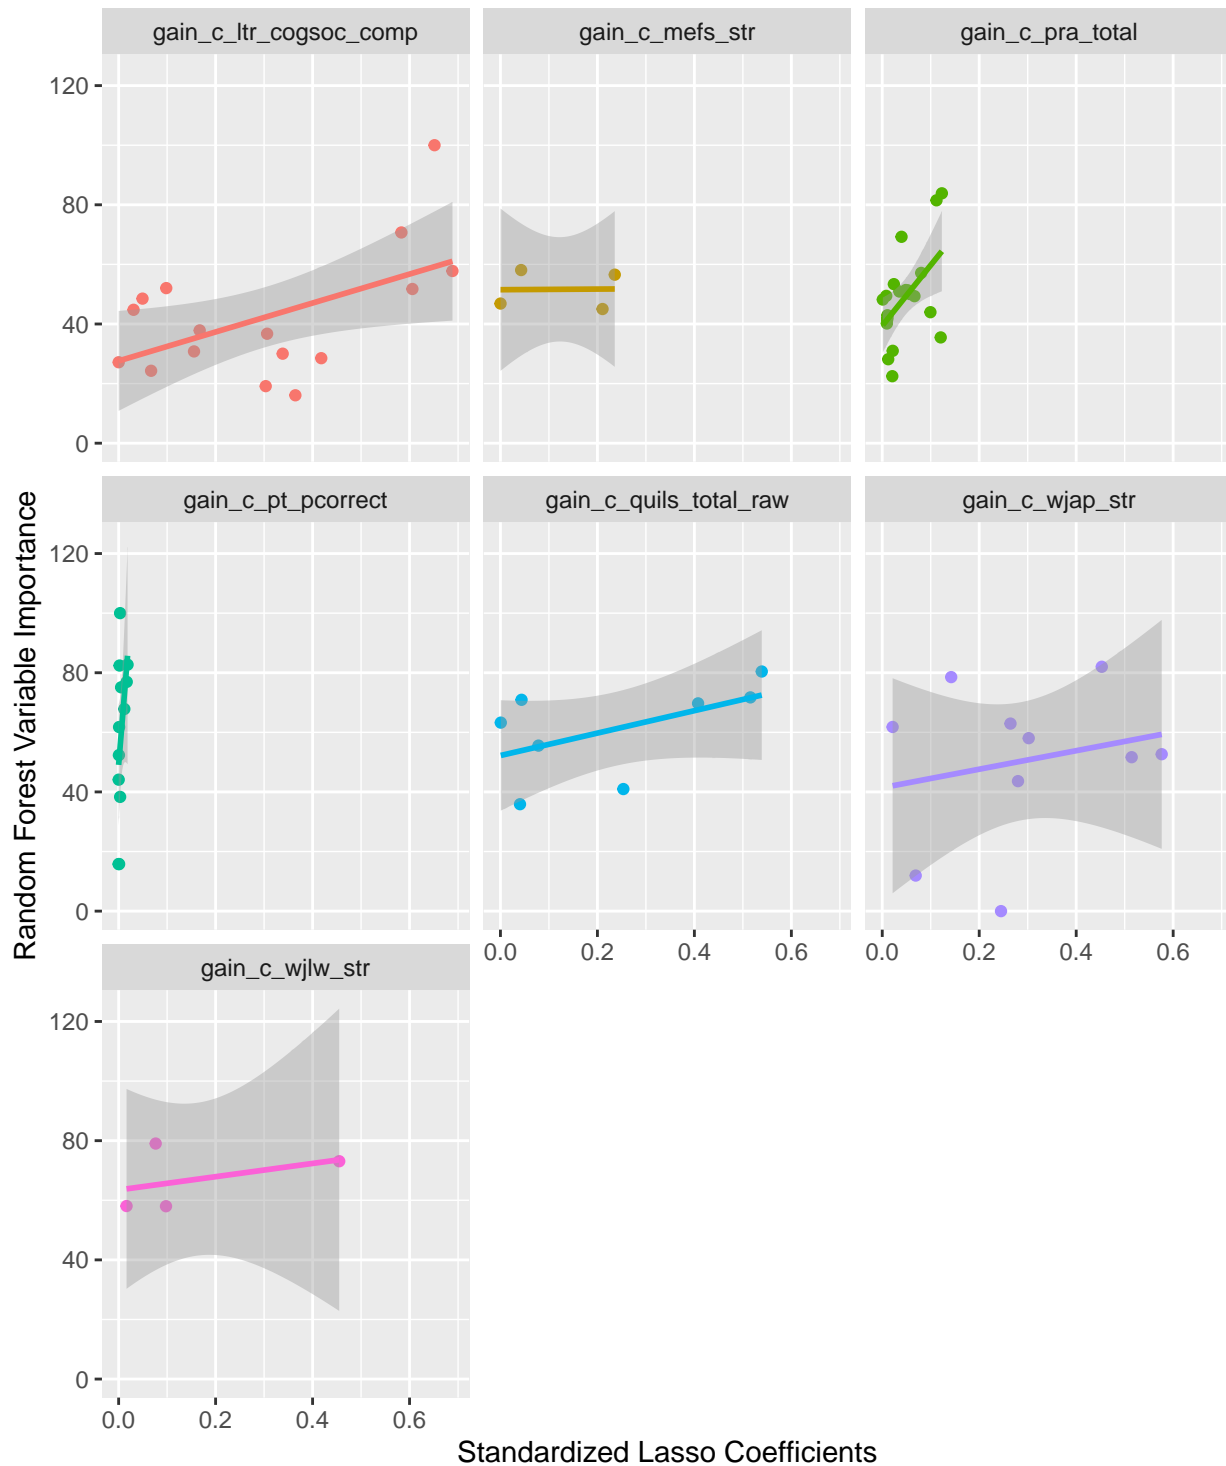 gain_c_ltr_cogsoc_comp gain_c_mefs_str gain_c_pra_total
120
80
40
0
gain_c_pt_pcorrect gain_c_quils_total_raw gain_c_wjap_str
120
80
40
0
0.0 0.2 0.4 0.6 0.0 0.2 0.4 0.6
gain_c_wjlw_str
120
80
40
0
0.0 0.2 0.4 0.6
Random Forest Variable Importance
Standardized Lasso Coefficients